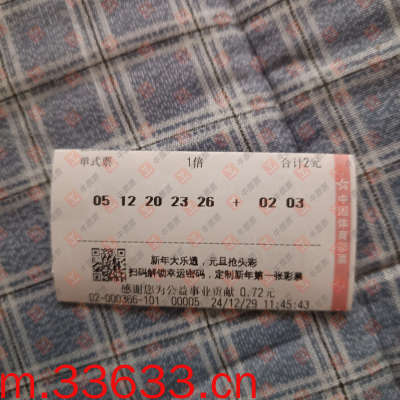 单式票 1倍 合计2元
05 12 20 23 26 + 02 03
中国体育彩票
新年大乐透，元旦抢头彩
扫码解锁幸运密码，定制新年第一张彩票
感谢您为公益事业贡献 0.72元
02-000366-101 00005 24/12/29 11:45:43
m.33633.cn